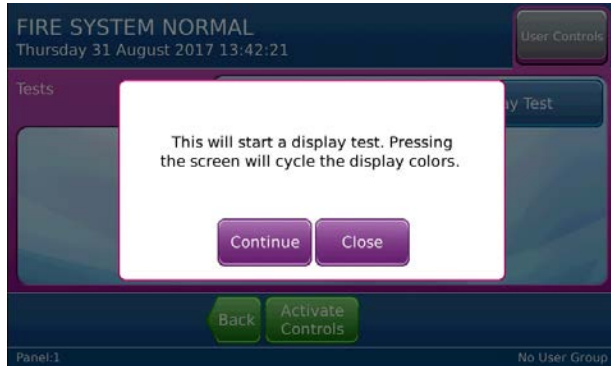 FIRE SYSTEM NORMAL
Thursday 31 August 2017 13:42:21
User Controls
Tests
ay Test
This will start a display test. Pressing
the screen will cycle the display colors.
Continue
Close
Back
Activate
Controls
Panel:1
No User Group